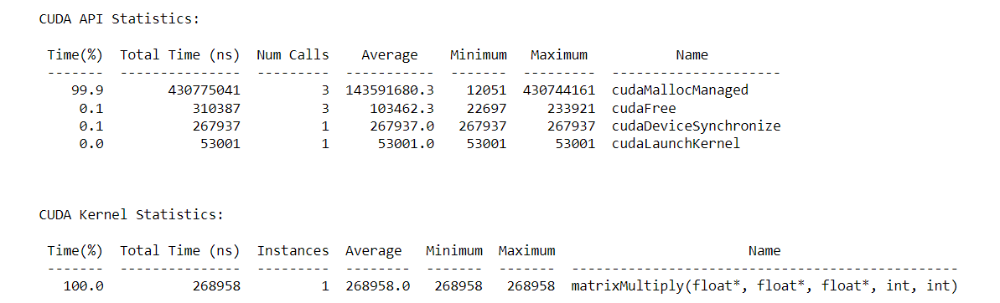 CUDA API Statistics:
Time(%)  Total Time (ns)  Num Calls    Average    Minimum   Maximum           Name
-------  ---------------  ---------  -----------  -------  ---------  ---------------------
   99.9        430775041          3  143591680.3    12051  430744161  cudaMallocManaged
    0.1           310387          3     103462.3    22697     233921  cudaFree
    0.1           267937          1     267937.0   267937     267937  cudaDeviceSynchronize
    0.0            53001          1      53001.0    53001      53001  cudaLaunchKernel
CUDA Kernel Statistics:
Time(%)  Total Time (ns)  Instances  Average   Minimum  Maximum                        Name
-------  ---------------  ---------  --------  -------  -------  ------------------------------------------------
  100.0           268958          1  268958.0   268958   268958  matrixMultiply(float*, float*, float*, int, int)